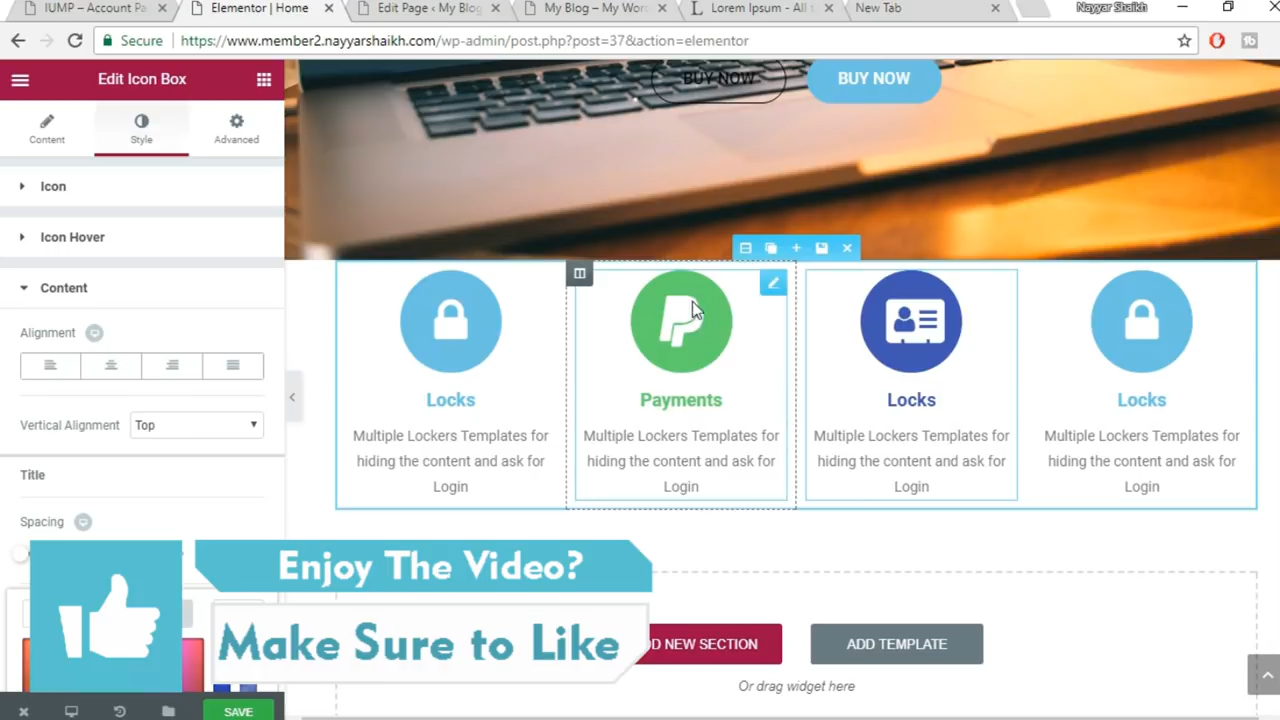 IUMP – Account Pa
Elementor | Home
Edit Page ‹ My Blog
My Blog – My Wor
Lorem Ipsum - All t
New Tab
Nayyar Shaikh
Secure
https://www.member2.nayyarshaikh.com/wp-admin/post.php?post=37&action=elementor
Edit Icon Box
Content
Style
Advanced
Icon
Icon Hover
Content
Alignment
Vertical Alignment
Top
Title
Spacing
SAVE
BUY NOW
BUY NOW
Locks
Multiple Lockers Templates for
hiding the content and ask for
Login
Payments
Multiple Lockers Templates for
hiding the content and ask for
Login
Locks
Multiple Lockers Templates for
hiding the content and ask for
Login
Locks
Multiple Lockers Templates for
hiding the content and ask for
Login
Enjoy The Video?
Make Sure to Like
D NEW SECTION
ADD TEMPLATE
Or drag widget here